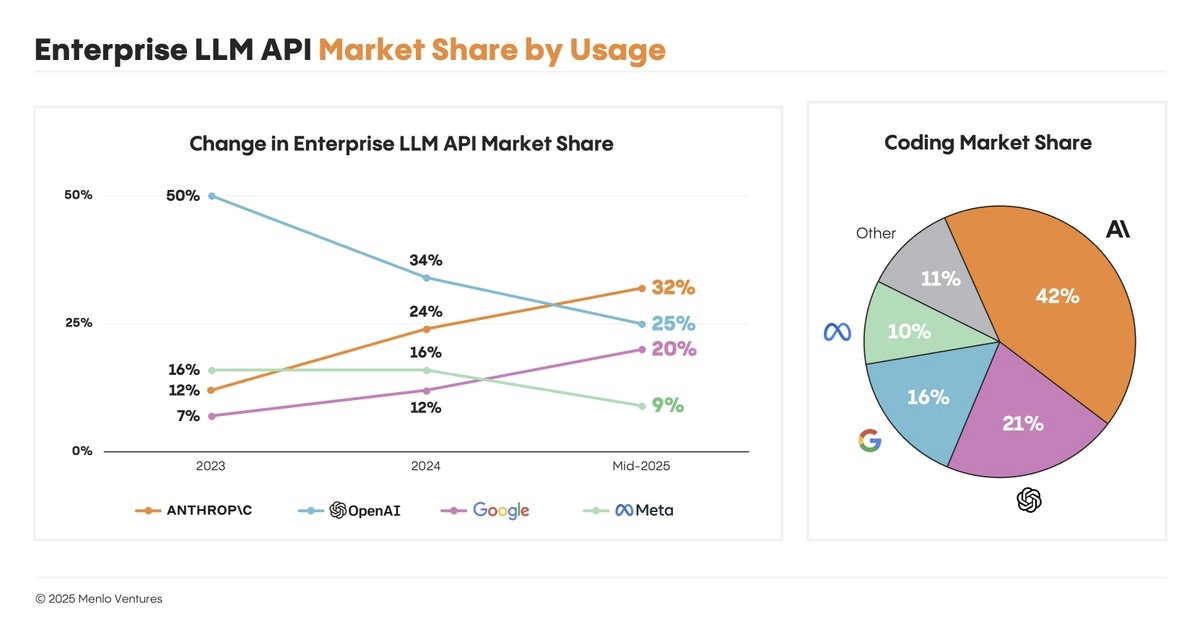 Enterprise LLM API Market Share by Usage
Change in Enterprise LLM API Market Share
50%
25%
0%
50%
34%
24%
16%
12%
16%
12%
7%
32%
25%
20%
9%
2023
2024
Mid-2025
ANTHROP\C
OpenAI
Google
Meta
Coding Market Share
Other
A\
11%
42%
10%
16%
21%
G
© 2025 Menlo Ventures